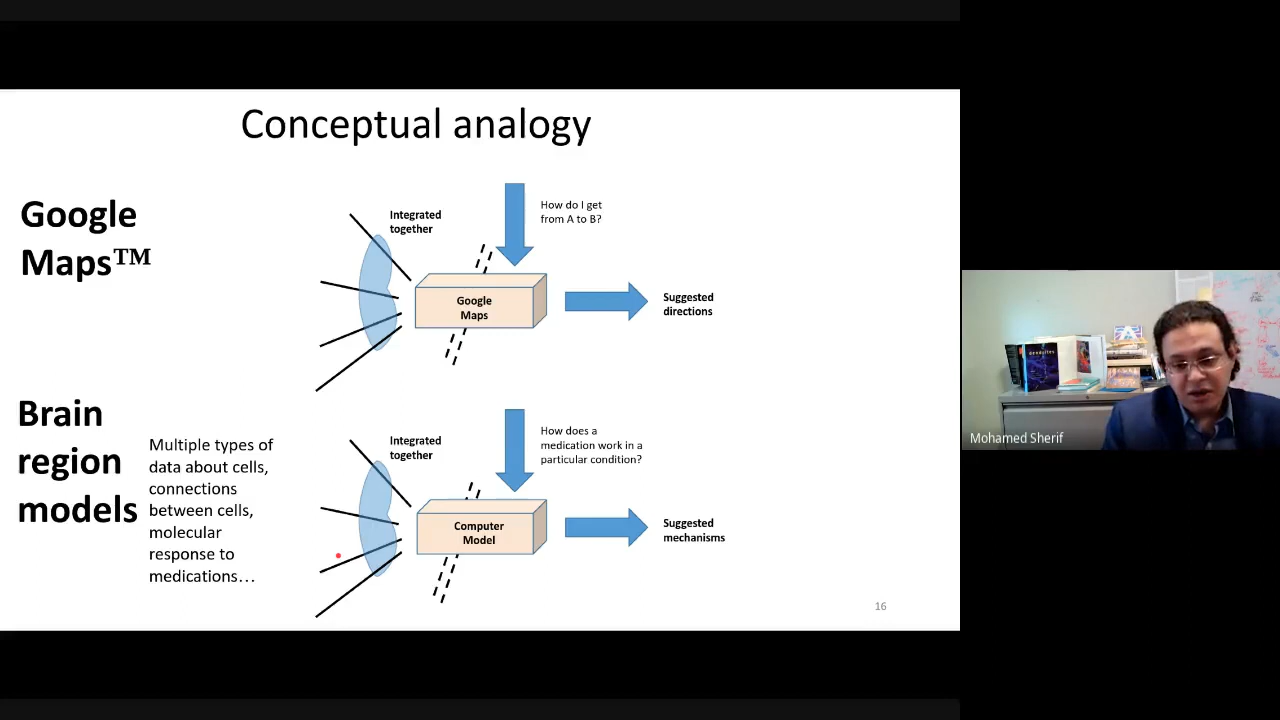 Conceptual analogy
Google
Maps™
Integrated
together
How do I get
from A to B?
Google
Maps
Suggested
directions
Brain
region
models
Multiple types of
data about cells,
connections
between cells,
molecular
response to
medications…
Integrated
together
How does a
medication work in a
particular condition?
Computer
Model
Suggested
mechanisms
16
Mohamed Sherif